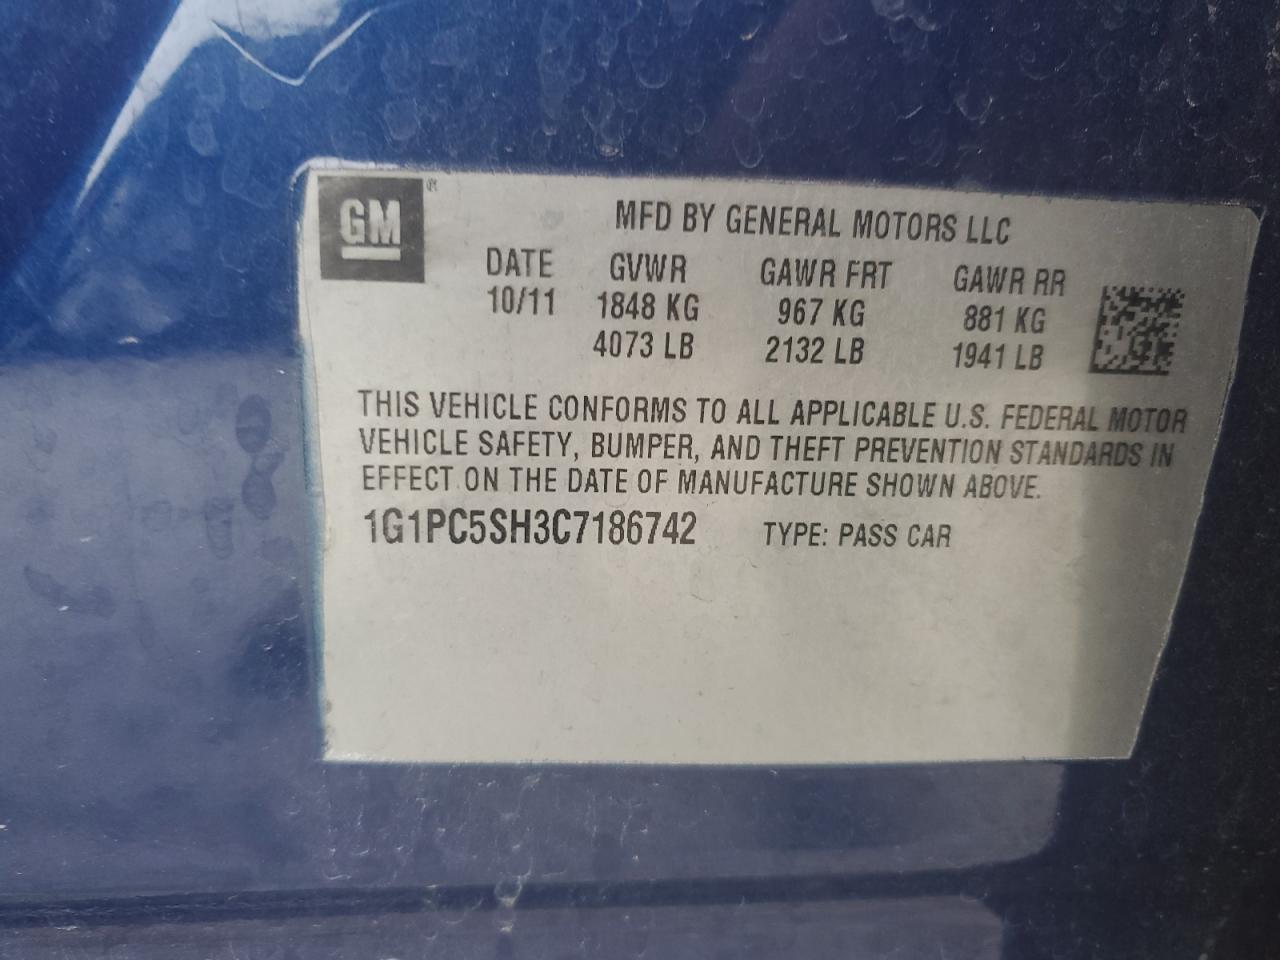 GM®
MFD BY GENERAL MOTORS LLC
DATE GVWR GAWR FRT GAWR RR
10/11 1848 KG 967 KG 881 KG
4073 LB 2132 LB 1941 LB
THIS VEHICLE CONFORMS TO ALL APPLICABLE U.S. FEDERAL MOTOR
VEHICLE SAFETY, BUMPER, AND THEFT PREVENTION STANDARDS IN
EFFECT ON THE DATE OF MANUFACTURE SHOWN ABOVE.
1G1PC5SH3C7186742 TYPE: PASS CAR